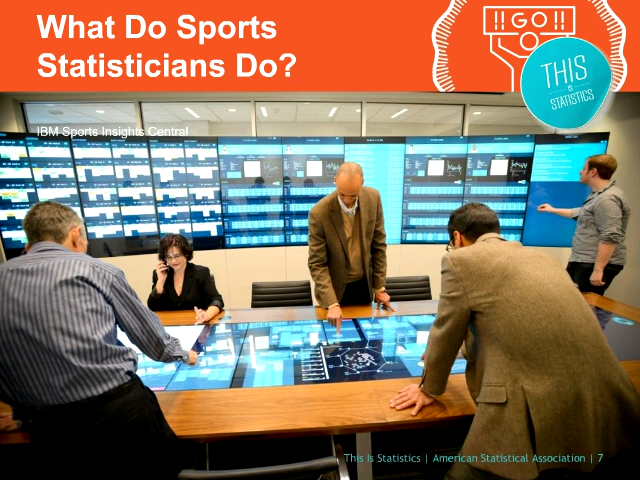 What Do Sports
Statisticians Do?
!! GO !!
THIS
IS
STATISTICS
IBM Sports Insights Central
This Is Statistics | American Statistical Association | 7